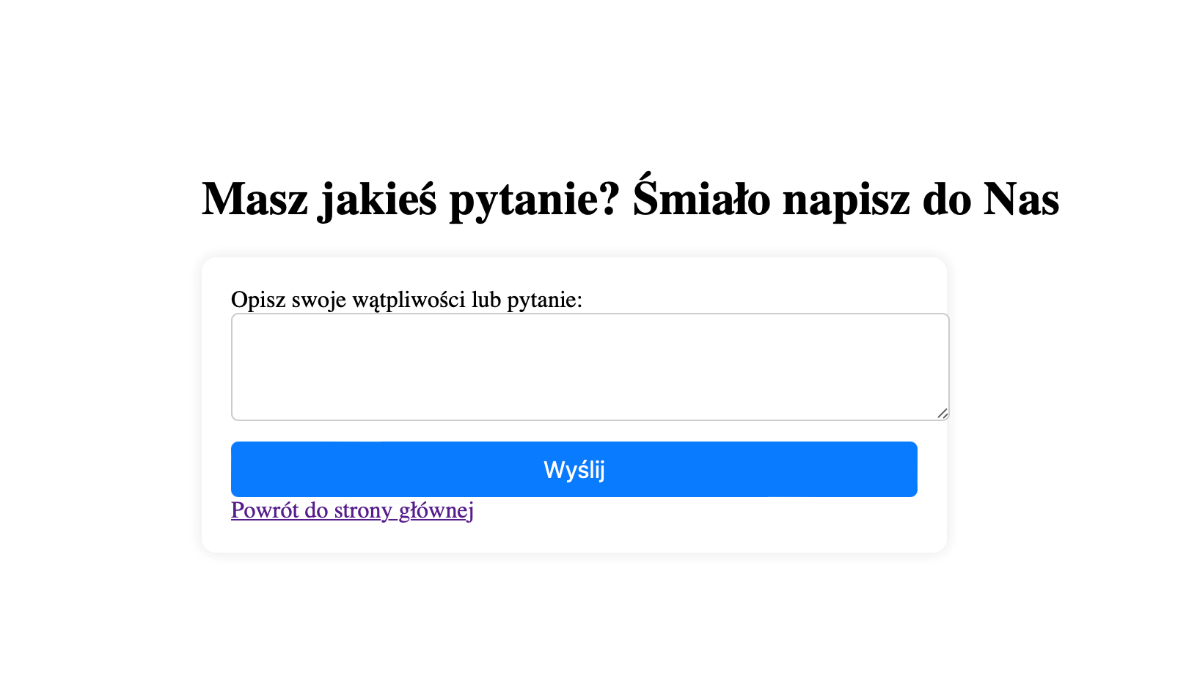 Masz jakieś pytanie? Śmiało napisz do Nas
Opisz swoje wątpliwości lub pytanie:
Wyślij
Powrót do strony głównej